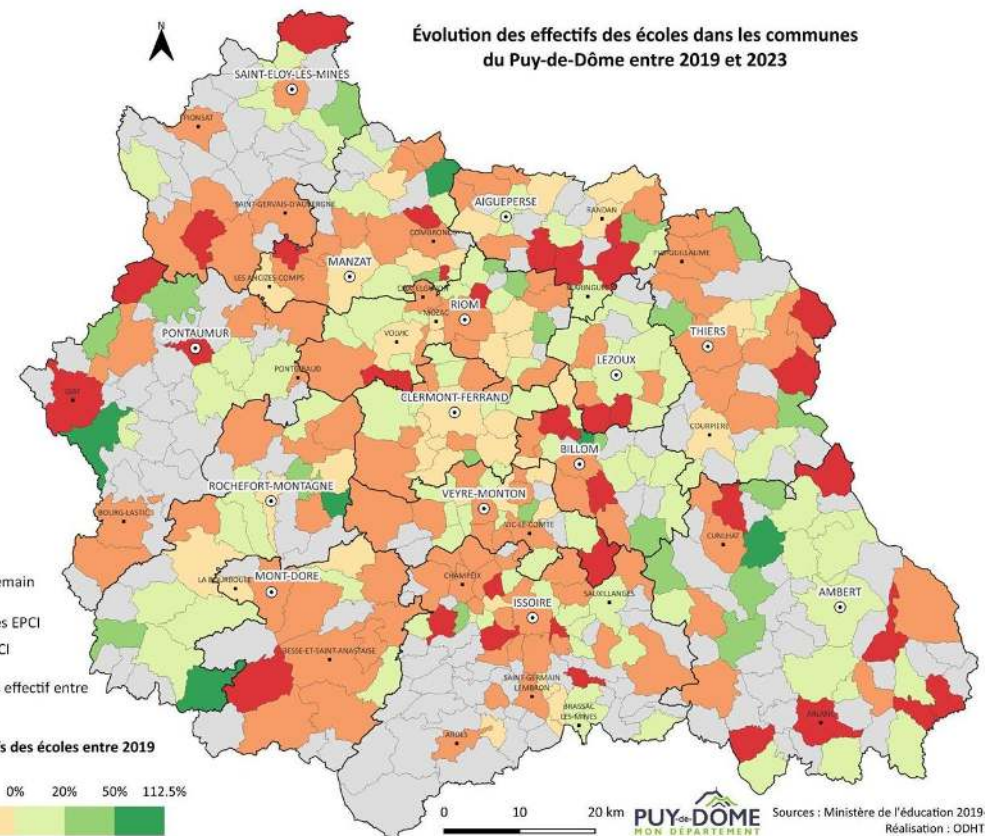 Évolution des effectifs des écoles dans les communes
du Puy-de-Dôme entre 2019 et 2023
N
SAINT-ELOY-LES-MINES
PIONSAT
SAINT-GERVAIS-D'AUVERGNE
AIGUEPERSE
RANDAN
COMBRONDE
PUY-GUILLAUME
MANZAT
LES ANCIZES-COMPS
RIOM
MOZAC
VOLVIC
PONTAUMUR
THIERS
LEZOUX
PONTGIBAUD
GIAT
CLERMONT-FERRAND
COURPIERE
BILLOM
ROCHEFORT-MONTAGNE
VEYRE-MONTON
BOURG-LASTIC
VIC-LE-COMTE
CUNLHAT
emain
LA BOURBOULE
MONT-DORE
CHAMPEIX
ISSOIRE
SAUXILLANGES
AMBERT
es EPCI
CI
BESSE-ET-SAINT-ANASTAISE
effectif entre
SAINT-GERMAIN
LEMBRON
BRASSAC
LES-MINES
ARLANC
ARDES
fs des écoles entre 2019
0% 20% 50% 112.5%
0 10 20 km
PUY-de-DÔME
MON DÉPARTEMENT
Sources : Ministère de l'éducation 2019-
Réalisation : ODHT